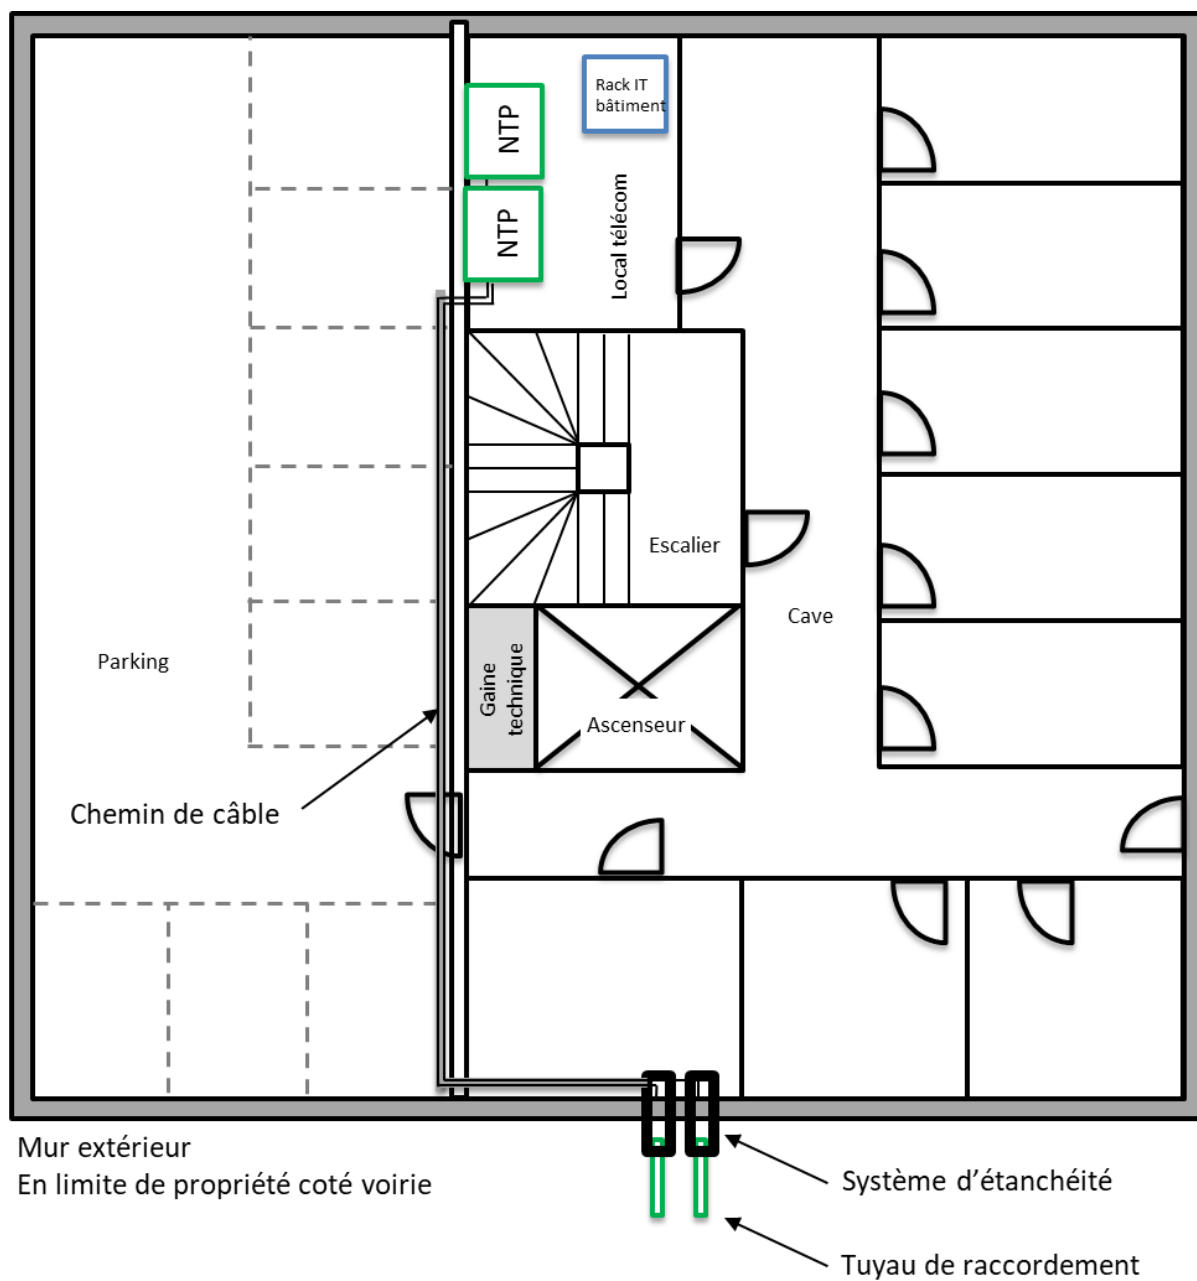 Rack IT
bâtiment
NTP
NTP
Local télécom
Escalier
Cave
Parking
Gaine
technique
Ascenseur
Chemin de câble
Mur extérieur
En limite de propriété coté voirie
Système d’étanchéité
Tuyau de raccordement